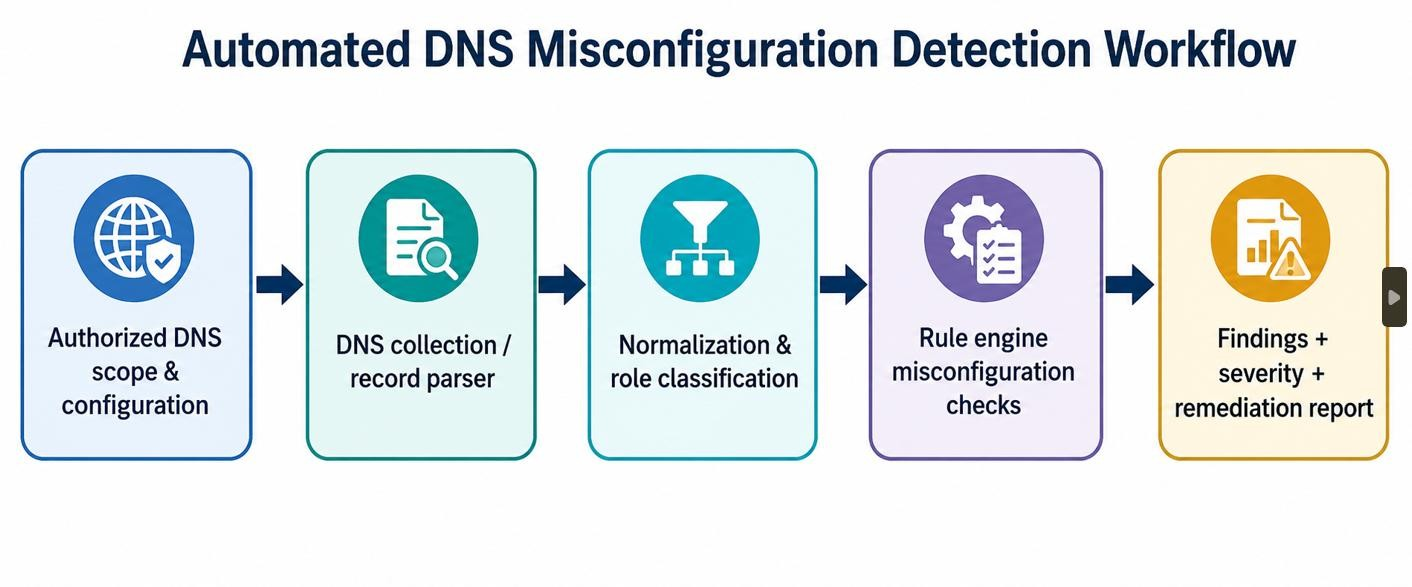 Automated DNS Misconfiguration Detection Workflow
Authorized DNS
scope &
configuration
DNS collection /
record parser
Normalization &
role classification
Rule engine
misconfiguration
checks
Findings +
severity +
remediation report